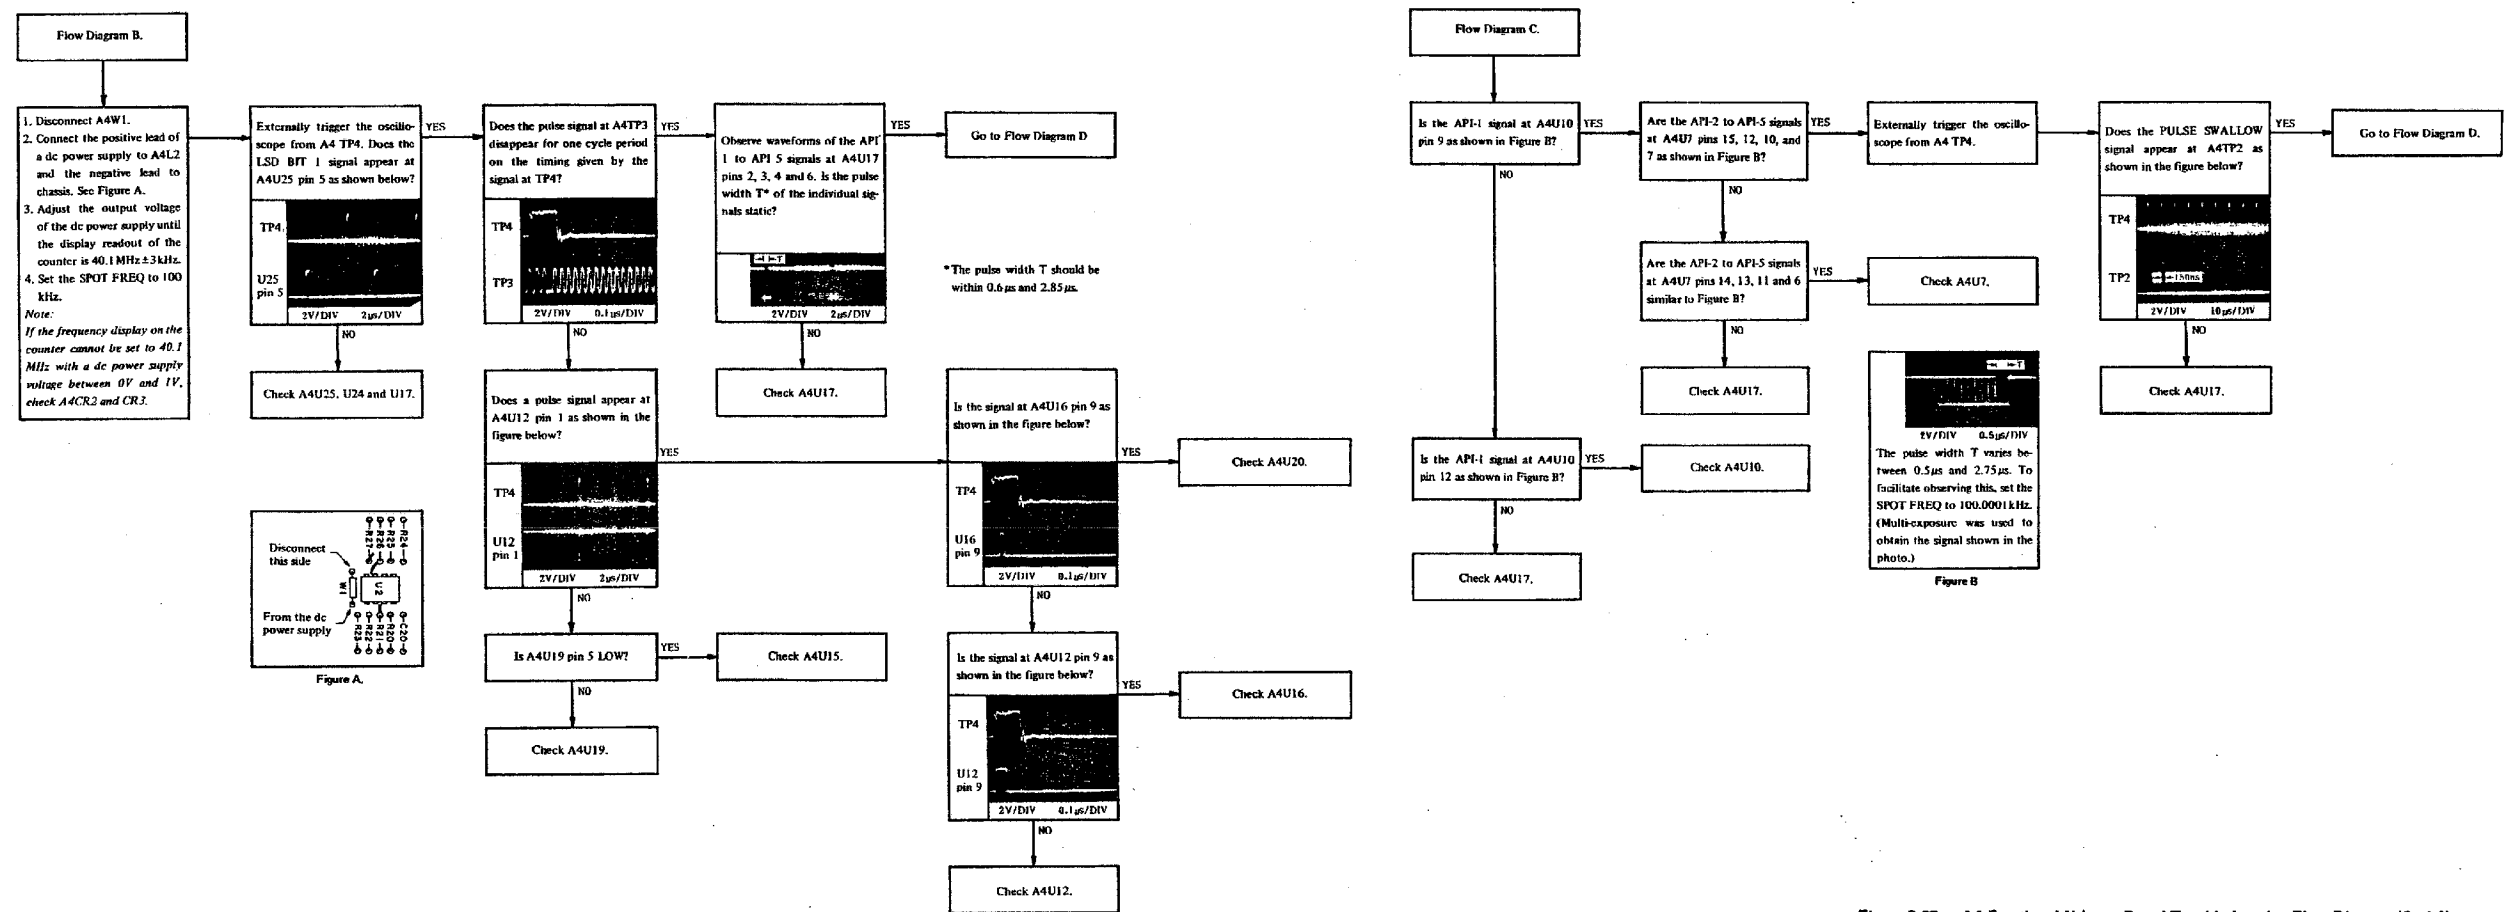 Flow Diagram B.
1. Disconnect A4W1.
2. Connect the positive lead of
a dc power supply to A4L2
and the negative lead to
chassis. See Figure A.
3. Adjust the output voltage
of the dc power supply until
the display readout of the
counter is 40.1MHz±3kHz.
4. Set the SPOT FREQ to 100
kHz.
Note:
If the frequency display on the
counter cannot be set to 40.1
MHz with a dc power supply
voltage between 0V and 1V,
check A4CR2 and CR3.
Externally trigger the oscillo-
scope from A4 TP4. Does the
LSD BIT 1 signal appear at
A4U25 pin 5 as shown below?
TP4
U25
pin 5
2V/DIV 2µs/DIV
YES
NO
Check A4U25, U24 and U17.
Disconnect
this side
From the dc
power supply
W1
U2
R27
R26
R25
R24
R23
R22
R21
R20
C20
Figure A.
Does the pulse signal at A4TP3
disappear for one cycle period
on the timing given by the
signal at TP4?
TP4
TP3
2V/DIV 0.1µs/DIV
YES
NO
Does a pulse signal appear at
A4U12 pin 1 as shown in the
figure below?
TP4
U12
pin 1
2V/DIV 2µs/DIV
YES
NO
Is A4U19 pin 5 LOW?
YES
Check A4U15.
NO
Check A4U19.
Observe waveforms of the API
1 to API 5 signals at A4U17
pins 2, 3, 4 and 6. Is the pulse
width T* of the individual sig-
nals static?
T
2V/DIV 2µs/DIV
YES
NO
Check A4U17.
Go to Flow Diagram D
*The pulse width T should be
within 0.6µs and 2.85µs.
Is the signal at A4U16 pin 9 as
shown in the figure below?
TP4
U16
pin 9
2V/DIV 0.1µs/DIV
YES
Check A4U20.
NO
Is the signal at A4U12 pin 9 as
shown in the figure below?
TP4
U12
pin 9
2V/DIV 0.1µs/DIV
YES
Check A4U16.
NO
Check A4U12.
Flow Diagram C.
Is the API-1 signal at A4U10
pin 9 as shown in Figure B?
YES
NO
Is the API-1 signal at A4U10
pin 12 as shown in Figure B?
YES
Check A4U10.
NO
Check A4U17.
Are the API-2 to API-5 signals
at A4U7 pins 15, 12, 10, and
7 as shown in Figure B?
YES
NO
Are the API-2 to API-5 signals
at A4U7 pins 14, 13, 11 and 6
similar to Figure B?
YES
Check A4U7.
NO
Check A4U17.
Externally trigger the oscillo-
scope from A4 TP4.
T
2V/DIV 0.5µs/DIV
The pulse width T varies be-
tween 0.5µs and 2.75µs. To
facilitate observing this, set the
SPOT FREQ to 100.0001kHz.
(Multi-exposure was used to
obtain the signal shown in the
photo.)
Figure B
Does the PULSE SWALLOW
signal appear at A4TP2 as
shown in the figure below?
TP4
TP2
150ns
2V/DIV 10µs/DIV
YES
Go to Flow Diagram D.
NO
Check A4U17.